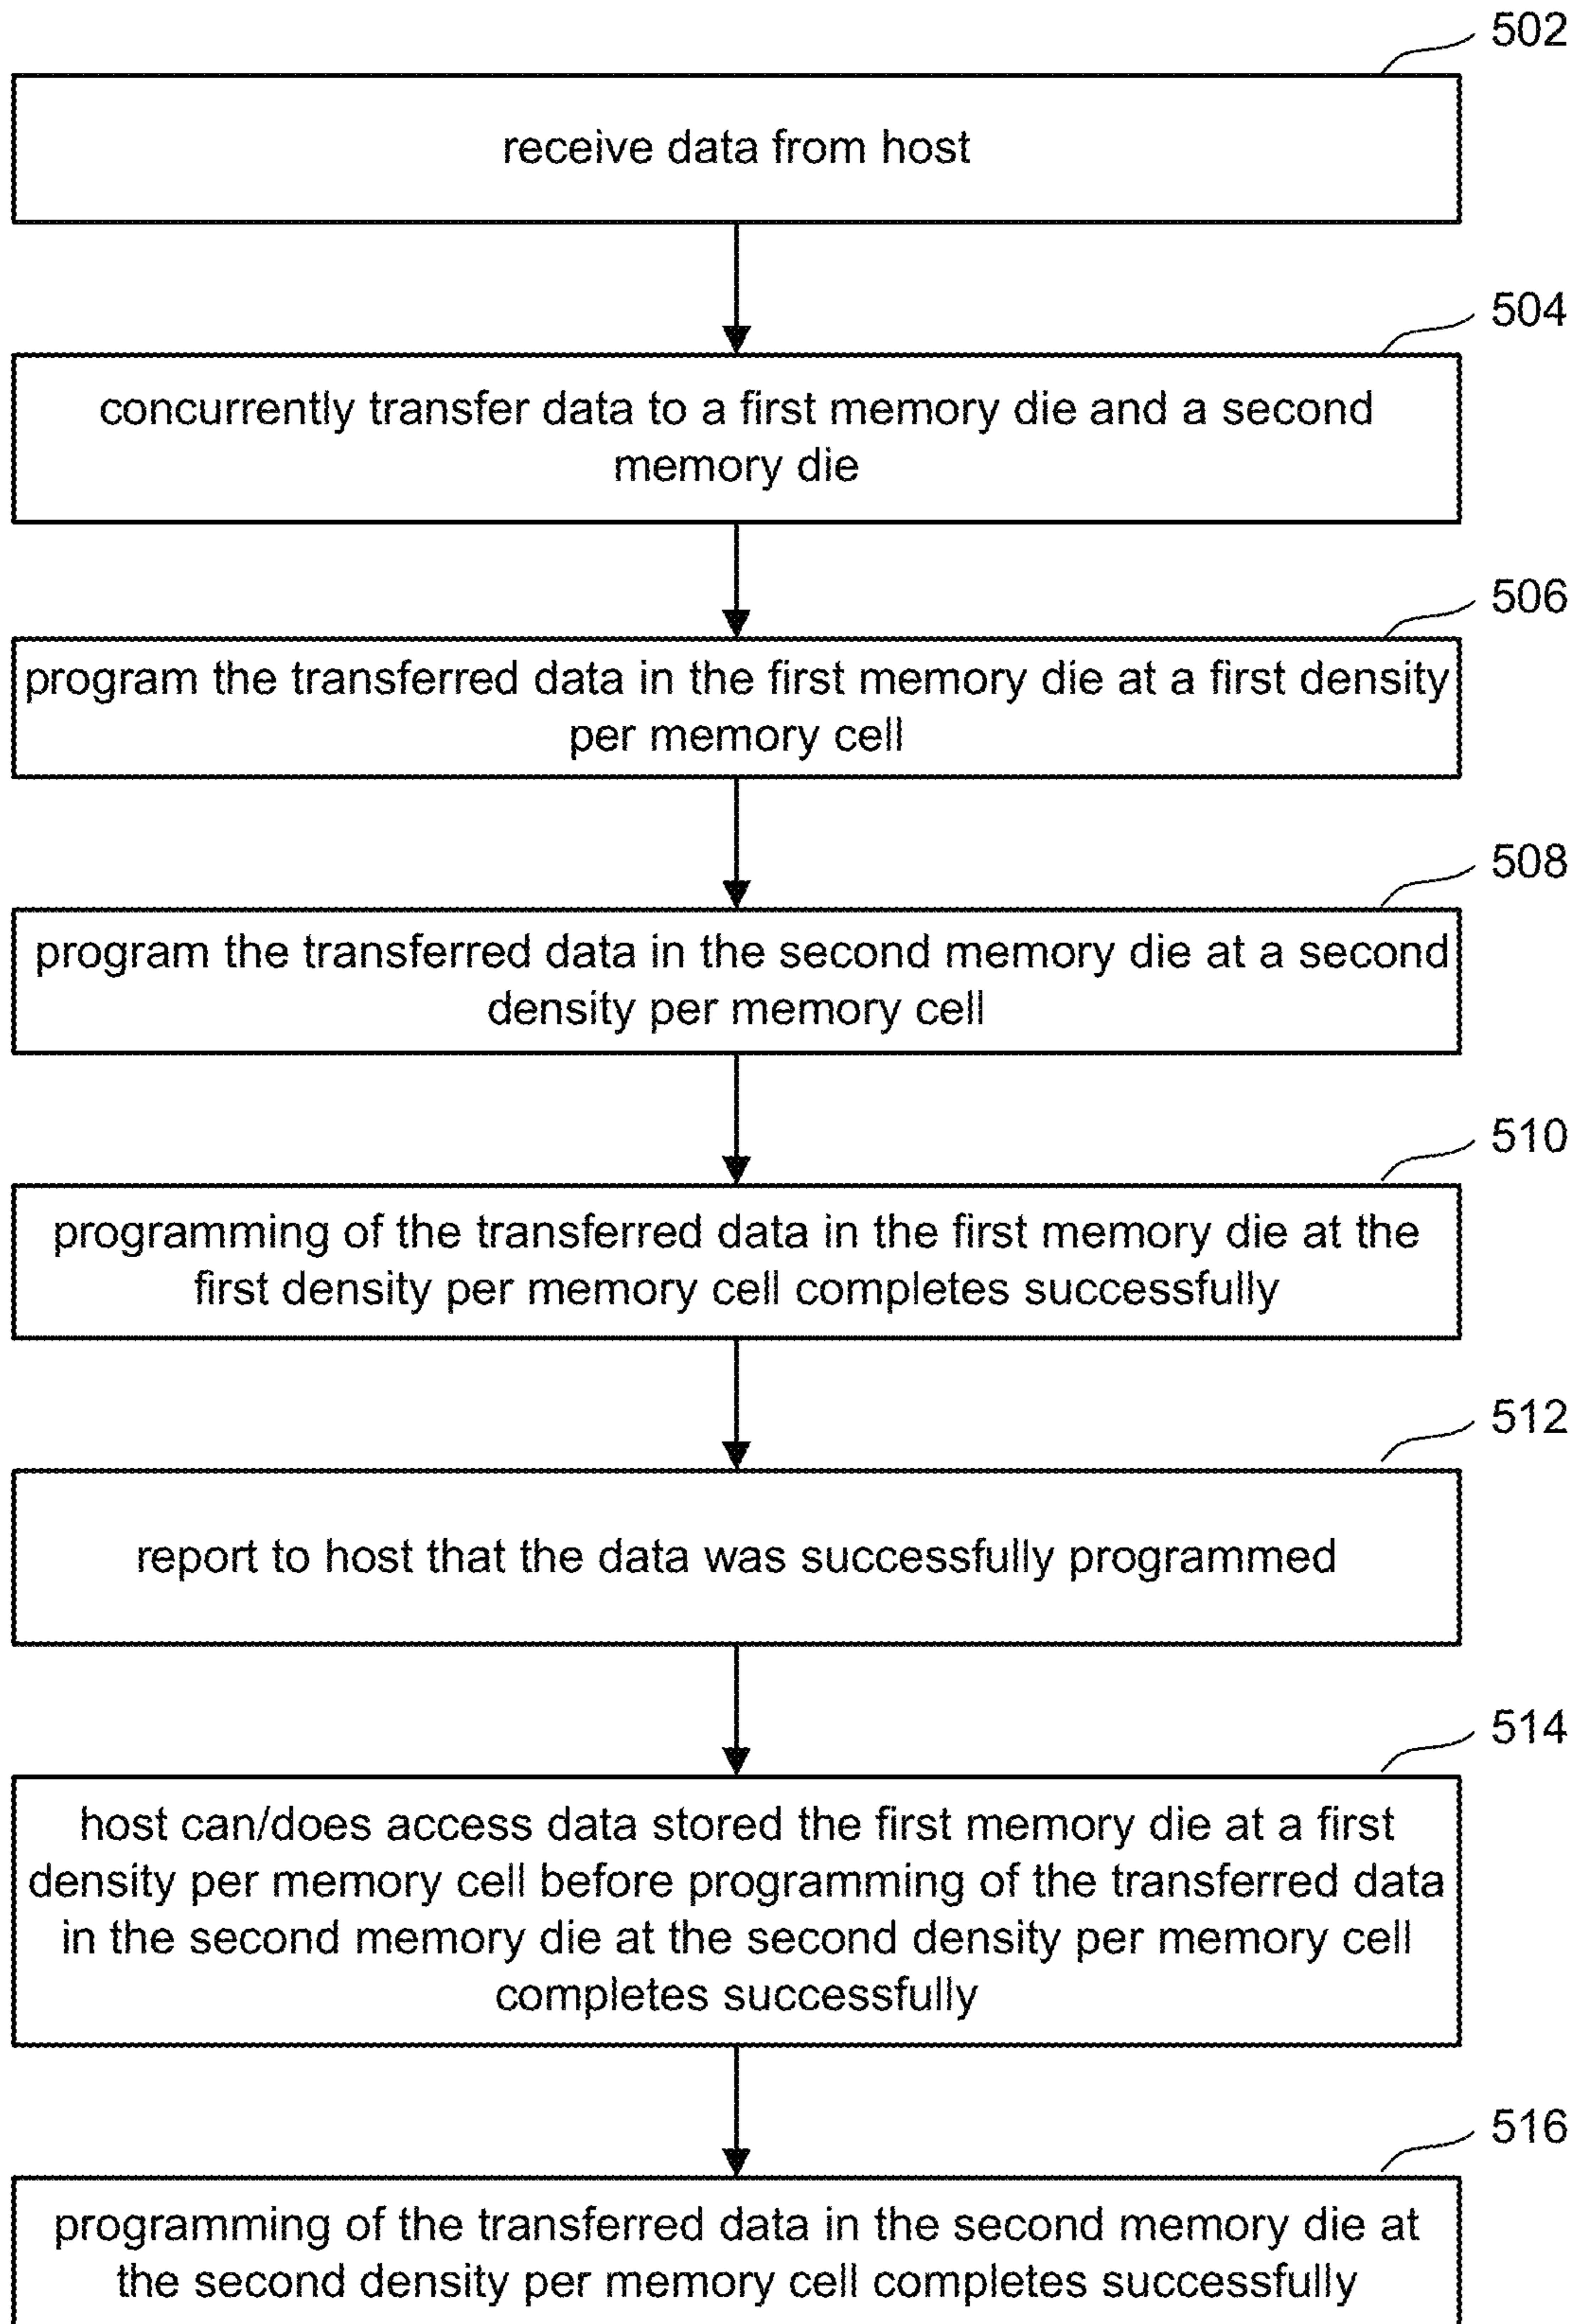 502
receive data from host
504
concurrently transfer data to a first memory die and a second
memory die
506
program the transferred data in the first memory die at a first density
per memory cell
508
program the transferred data in the second memory die at a second
density per memory cell
510
programming of the transferred data in the first memory die at the
first density per memory cell completes successfully
512
report to host that the data was successfully programmed
514
host can/does access data stored the first memory die at a first
density per memory cell before programming of the transferred data
in the second memory die at the second density per memory cell
completes successfully
516
programming of the transferred data in the second memory die at
the second density per memory cell completes successfully